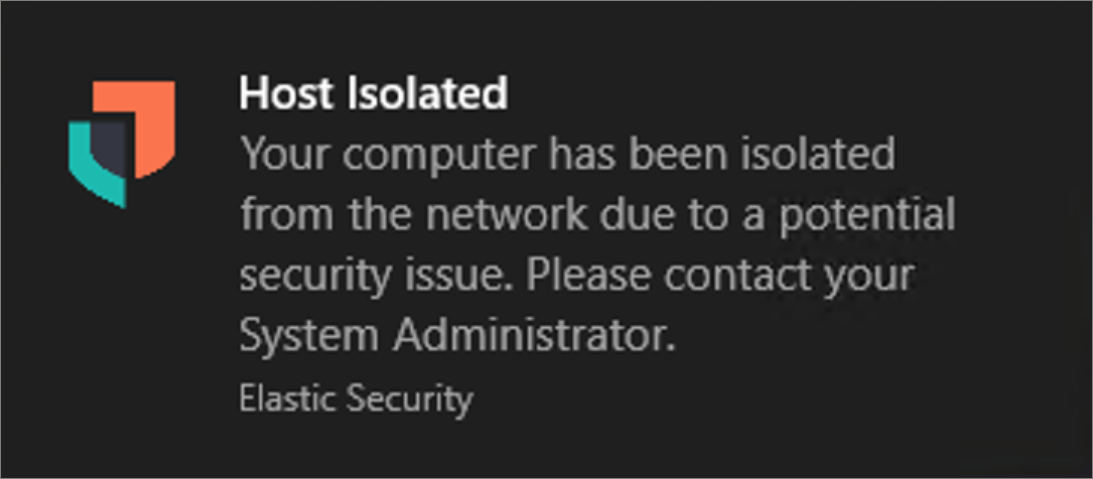 Host Isolated
Your computer has been isolated
from the network due to a potential
security issue. Please contact your
System Administrator.
Elastic Security